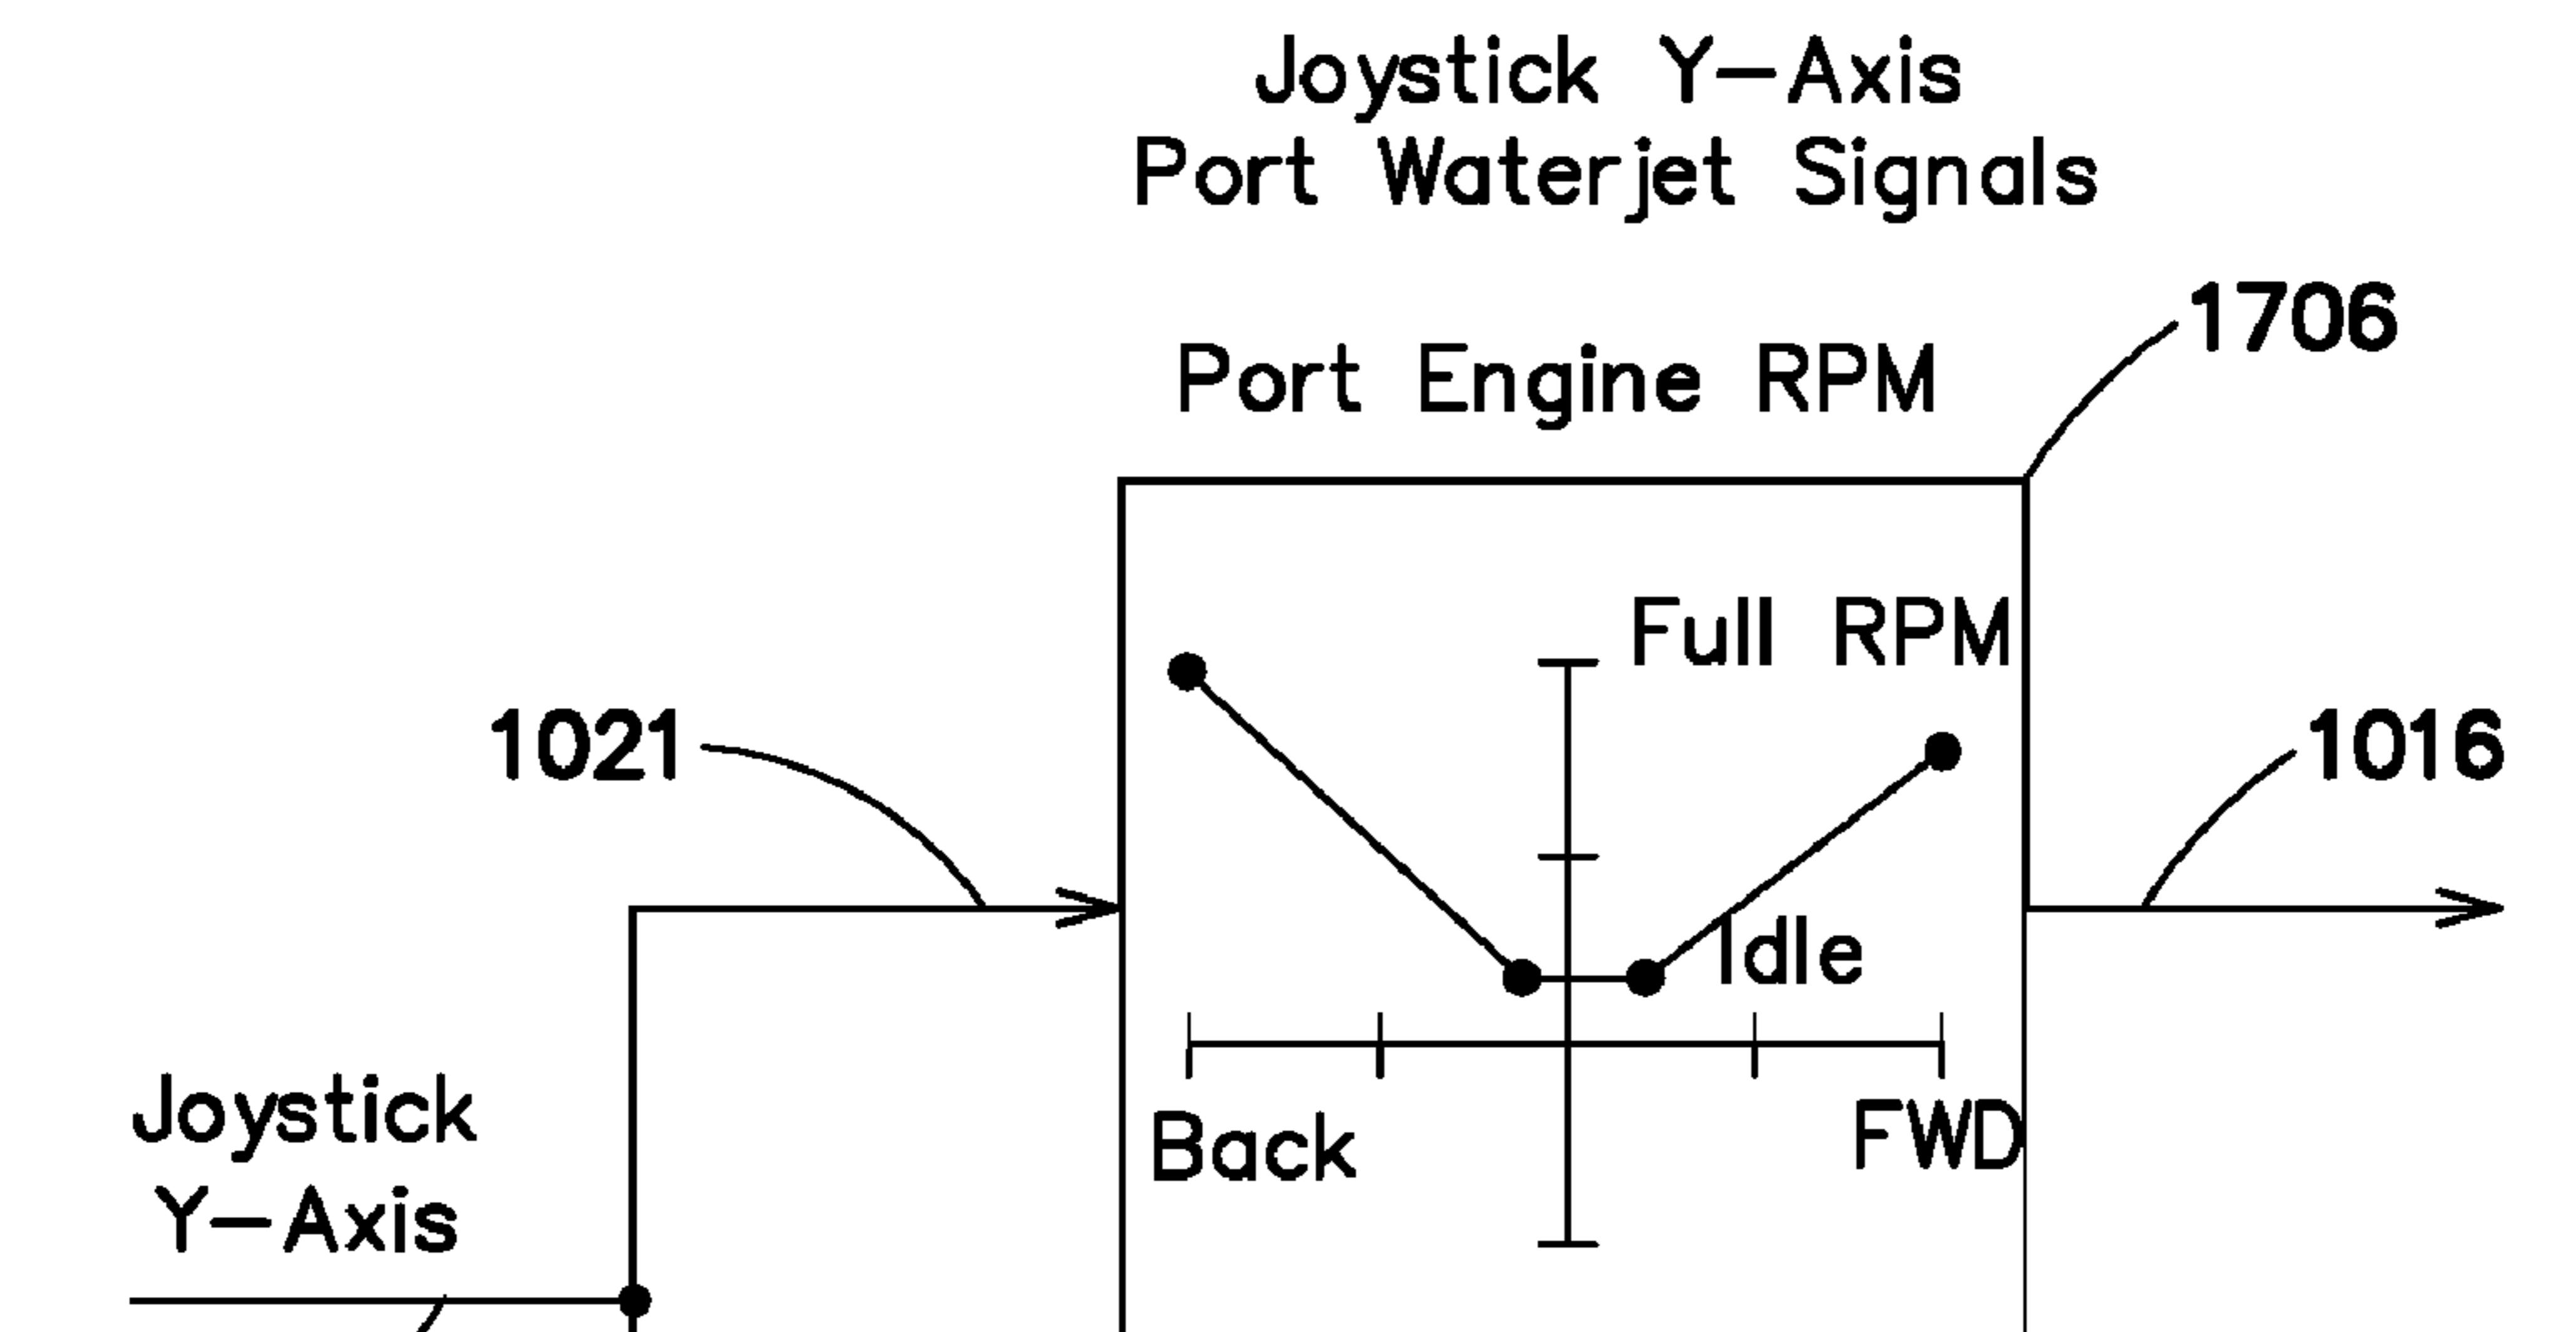 Joystick Y-Axis
Port Waterjet Signals
1706
Port Engine RPM
Full RPM
1021
1016
Idle
Joystick
Y-Axis
Back
FWD